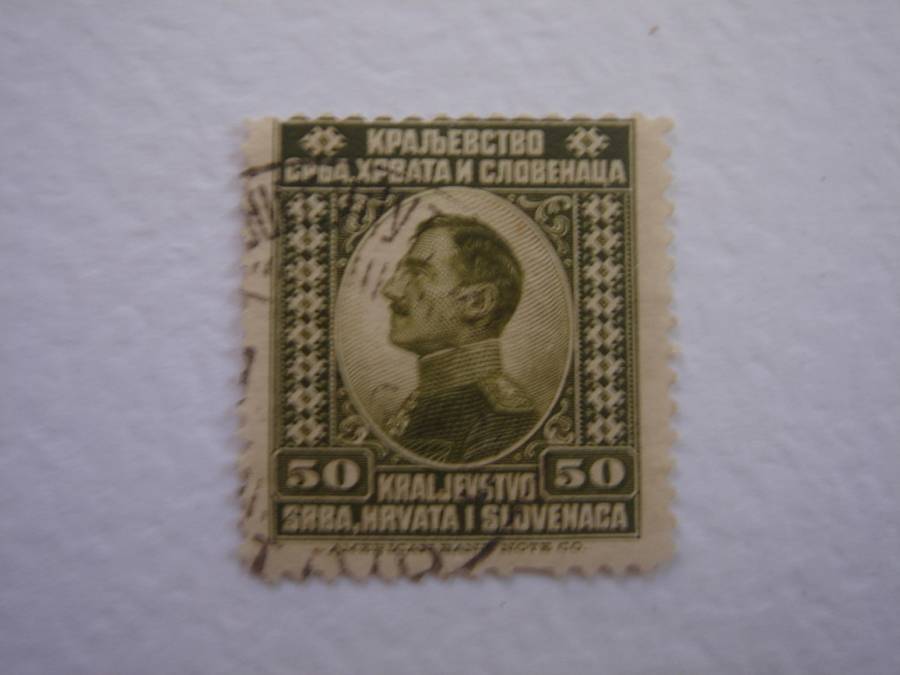 КРАЉЕВСТВО
СРБА, ХРВАТА И СЛОВЕНАЦА
50 50
KRALJEVSTVO
SRBA, HRVATA I SLOVENACA
AMERICAN BANK NOTE CO.